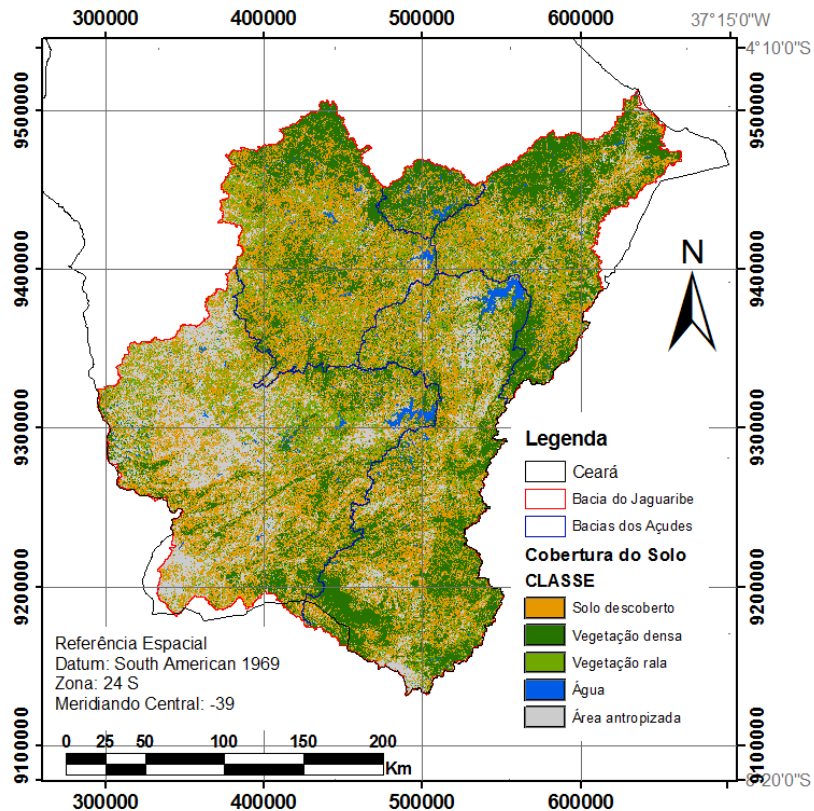 300000 400000 500000 600000 37°15'0"W
4°10'0"S
9500000 9500000
9400000 9400000
N
9300000 9300000
Legenda
Ceará
Bacia do Jaguaribe
Bacias dos Açudes
Cobertura do Solo
CLASSE
9200000 9200000
Solo descoberto
Vegetação densa
Vegetação rala
Água
Área antropizada
Referência Espacial
Datum: South American 1969
Zona: 24 S
Meridiando Central: -39
0 25 50 100 150 200
Km
9100000 9100000
8°20'0"S
300000 400000 500000 600000